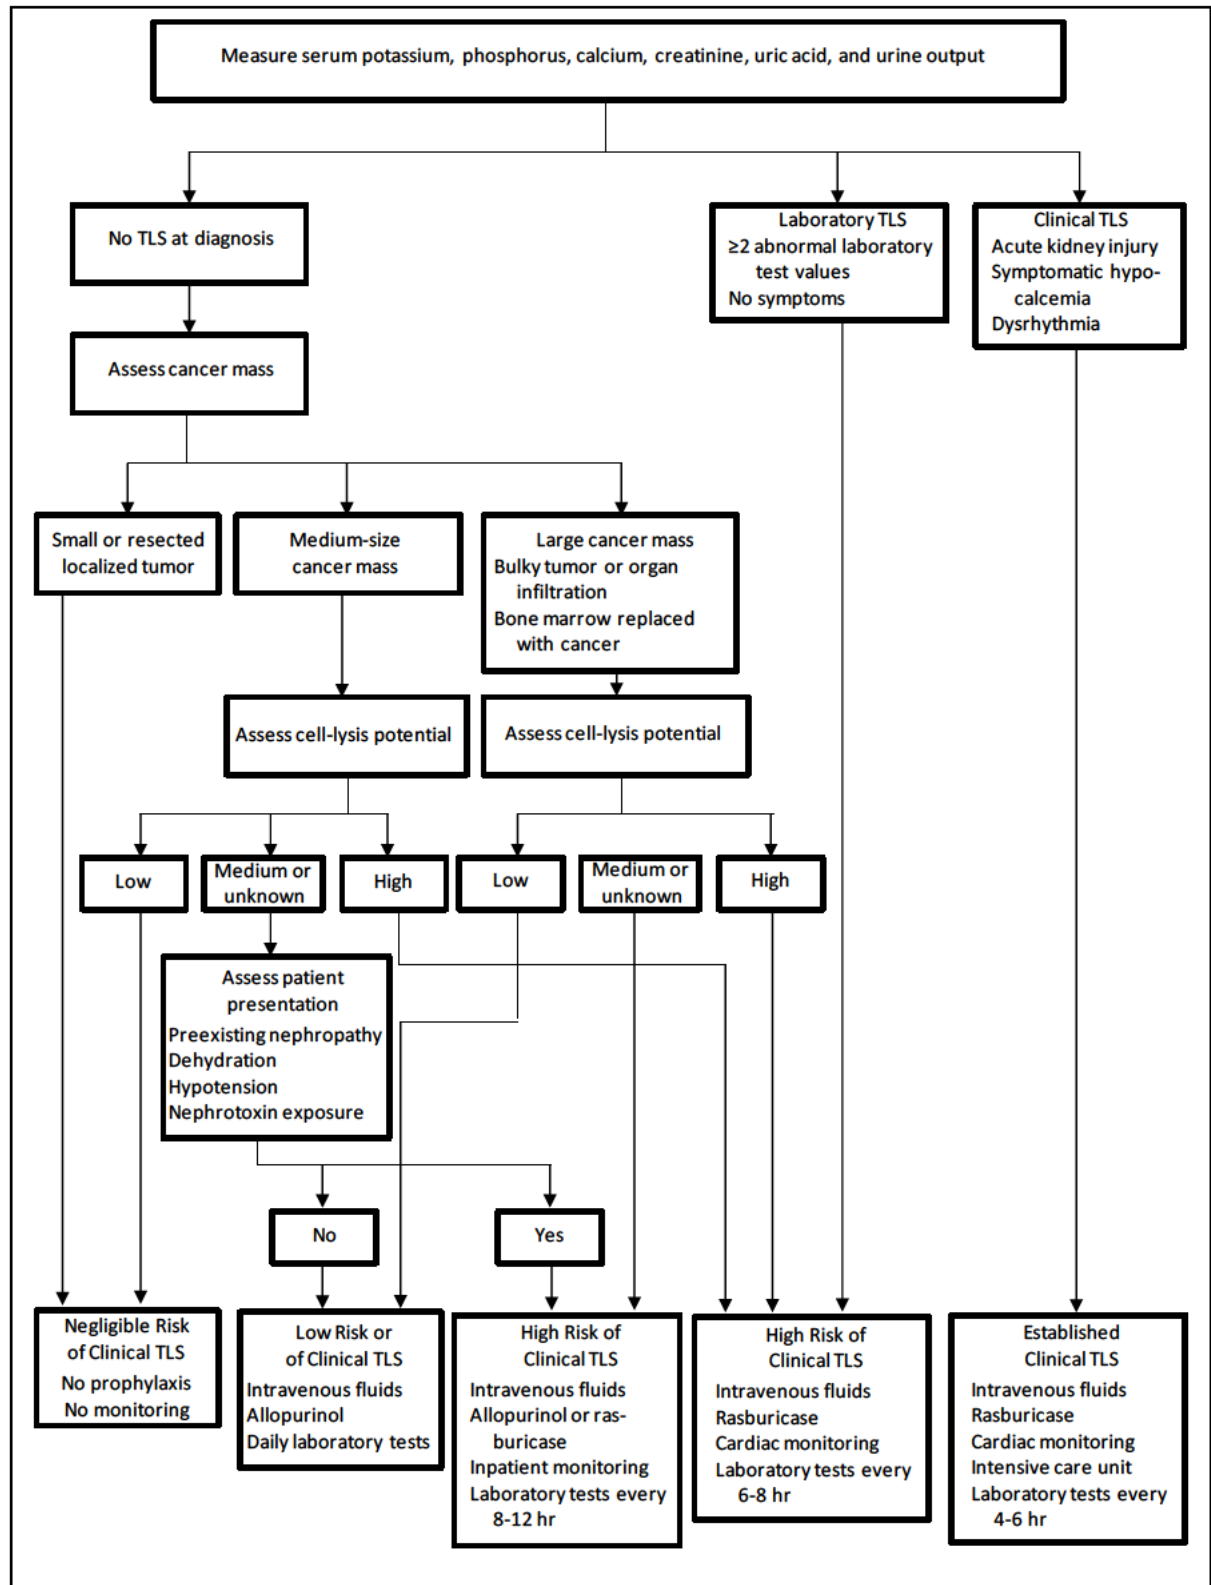 Measure serum potassium, phosphorus, calcium, creatinine, uric acid, and urine output
No TLS at diagnosis
Laboratory TLS
≥2 abnormal laboratory
test values
No symptoms
Clinical TLS
Acute kidney injury
Symptomatic hypo-
calcemia
Dysrhythmia
Assess cancer mass
Small or resected
localized tumor
Medium-size
cancer mass
Large cancer mass
Bulky tumor or organ
infiltration
Bone marrow replaced
with cancer
Assess cell-lysis potential
Assess cell-lysis potential
Low
Medium or
unknown
High
Low
Medium or
unknown
High
Assess patient
presentation
Preexisting nephropathy
Dehydration
Hypotension
Nephrotoxin exposure
No
Yes
Negligible Risk
of Clinical TLS
No prophylaxis
No monitoring
Low Risk or
of Clinical TLS
Intravenous fluids
Allopurinol
Daily laboratory tests
High Risk of
Clinical TLS
Intravenous fluids
Allopurinol or ras-
buricase
Inpatient monitoring
Laboratory tests every
8-12 hr
High Risk of
Clinical TLS
Intravenous fluids
Rasburicase
Cardiac monitoring
Laboratory tests every
6-8 hr
Established
Clinical TLS
Intravenous fluids
Rasburicase
Cardiac monitoring
Intensive care unit
Laboratory tests every
4-6 hr